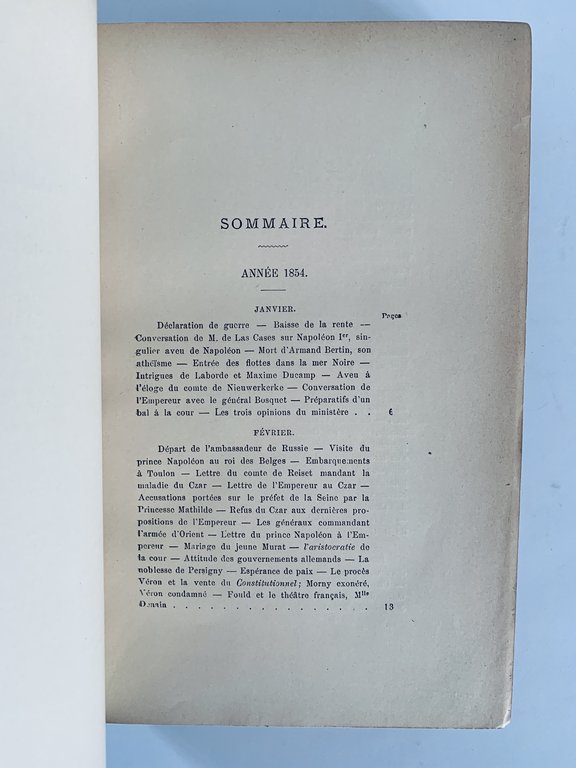 SOMMAIRE.
ANNÉE 1854.
JANVIER.
Pages
Déclaration de guerre — Baisse de la rente —
Conversation de M. de Las Cases sur Napoléon Ier, sin-
gulier aveu de Napoléon — Mort d'Armand Bertin, son
athéïsme — Entrée des flottes dans la mer Noire —
Intrigues de Laborde et Maxime Ducamp — Aveu à
l'éloge du comte de Nieuwerkerke — Conversation de
l'Empereur avec le général Bosquet — Préparatifs d'un
bal à la cour — Les trois opinions du ministère . . 6
FÉVRIER.
Départ de l'ambassadeur de Russie — Visite du
prince Napoléon au roi des Belges — Embarquements
à Toulon — Lettre du comte de Reiset mandant la
maladie du Czar — Lettre de l'Empereur au Czar —
Accusations portées sur le préfet de la Seine par la
Princesse Mathilde — Refus du Czar aux dernières pro-
positions de l'Empereur — Les généraux commandant
l'armée d'Orient — Lettre du prince Napoléon à l'Em-
pereur — Mariage du jeune Murat — l'aristocratie de
la cour — Attitude des gouvernements allemands — La
noblesse de Persigny — Espérance de paix — Le procès
Véron et la vente du Constitutionnel; Morny exonéré,
Véron condamné — Fould et le théâtre français, Mlle
. . . . . . . . . . . . . . . 13